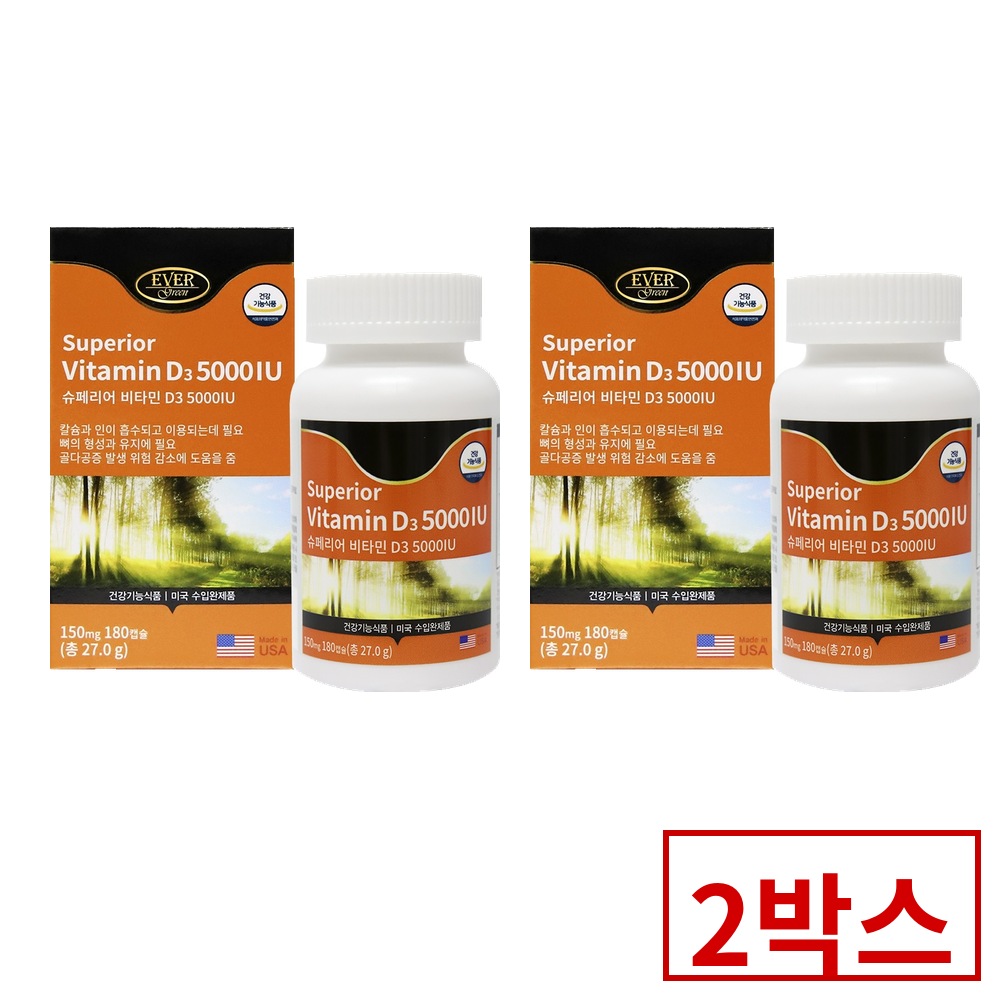 EVER
Green
건강
기능식품
Superior
Vitamin D3 5000IU
슈페리어 비타민 D3 5000IU
칼슘과 인이 흡수되고 이용되는데 필요
뼈의 형성과 유지에 필요
골다공증 발생 위험 감소에 도움을 줌
건강기능식품 | 미국 수입완제품
150mg 180캡슐
(총 27.0 g)
Made in
USA
건강
기능식품
Superior
Vitamin D3 5000IU
슈페리어 비타민 D3 5000IU
건강기능식품 | 미국 수입완제품
150mg 180캡슐(총 27.0 g)
EVER
Green
건강
기능식품
Superior
Vitamin D3 5000IU
슈페리어 비타민 D3 5000IU
칼슘과 인이 흡수되고 이용되는데 필요
뼈의 형성과 유지에 필요
골다공증 발생 위험 감소에 도움을 줌
건강기능식품 | 미국 수입완제품
150mg 180캡슐
(총 27.0 g)
Made in
USA
건강
기능식품
Superior
Vitamin D3 5000IU
슈페리어 비타민 D3 5000IU
건강기능식품 | 미국 수입완제품
150mg 180캡슐(총 27.0 g)
2박스